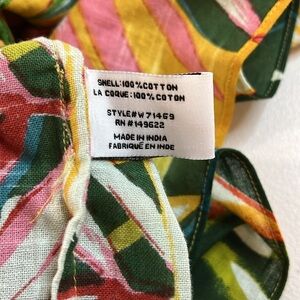 SHELL:100%COTTON
LA COQUE:100%COTON
STYLE#W71469
RN #149622
MADE IN INDIA
FABRIQUÉ EN INDE